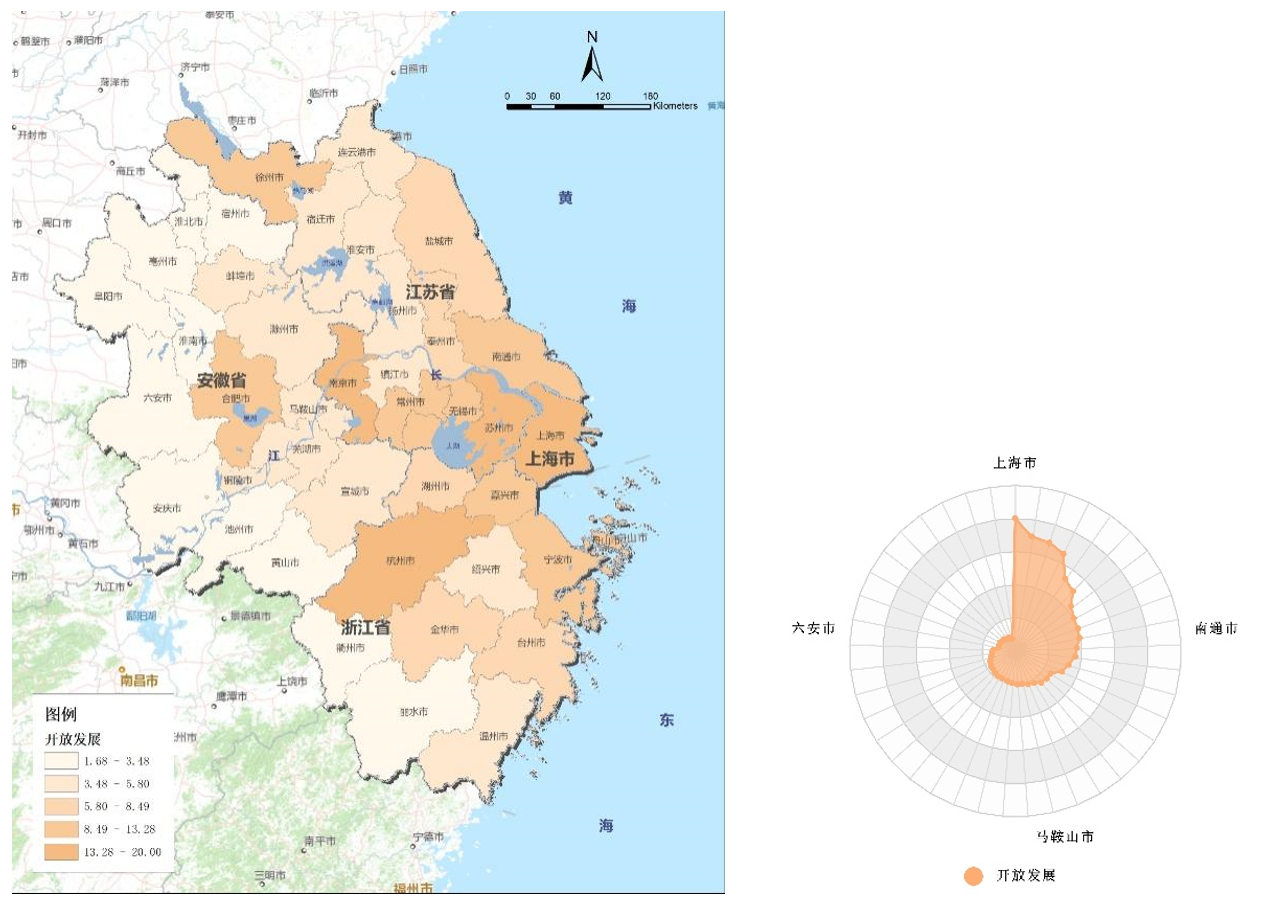 泰安市
鹤壁市
濮阳市
济宁市
日照市
菏泽市
临沂市
枣庄市
开封市
商丘市
周口市
N
0 30 60 120 180
Kilometers
黄海
港市
连云港市
徐州市
宿州市
淮北市
宿迁市
淮安市
盐城市
亳州市
蚌埠市
阜阳市
江苏省
扬州市
滁州市
淮南市
泰州市
南通市
安徽省
南京市
镇江市
长
六安市
合肥市
巢湖
马鞍山市
常州市
无锡市
苏州市
上海市
上海市
太湖
江
芜湖市
铜陵市
宣城市
湖州市
嘉兴市
安庆市
池州市
黄山市
杭州市
绍兴市
宁波市
黄冈市
鄂州市
黄石市
九江市
鄱阳湖
景德镇市
浙江省
衢州市
金华市
台州市
南昌市
鹰潭市
上饶市
丽水市
温州市
南平市
宁德市
三明市
福州市
黄
海
东
海
图例
开放发展
1.68 - 3.48
3.48 - 5.80
5.80 - 8.49
8.49 - 13.28
13.28 - 20.00
上海市
六安市
南通市
马鞍山市
开放发展